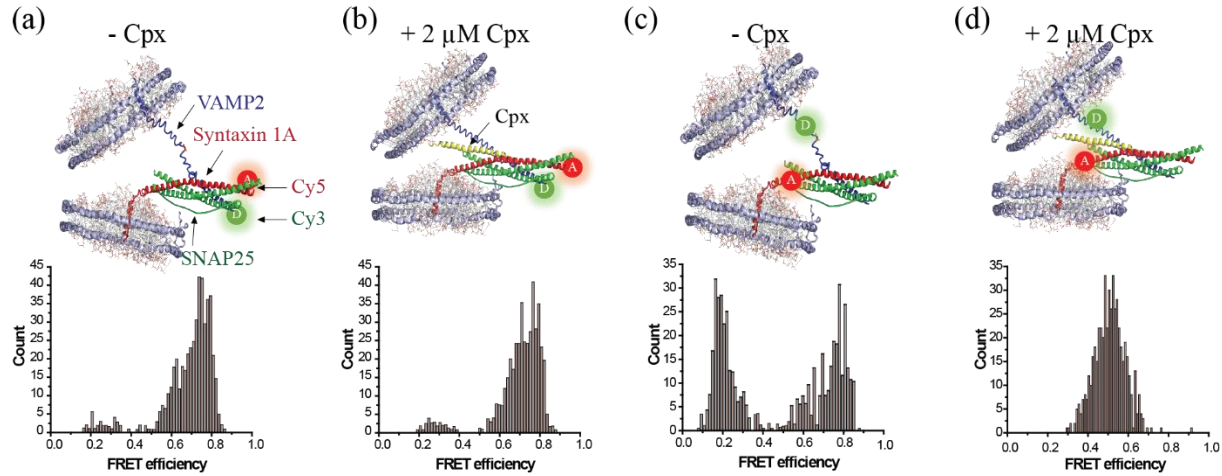 (a)
- Cpx
VAMP2
Syntaxin 1A
A
Cy5
D
Cy3
SNAP25
45
40
35
30
25
20
15
10
5
0
Count
0.0 0.2 0.4 0.6 0.8 1.0
FRET efficiency
(b)
+ 2 µM Cpx
Cpx
A
D
45
40
35
30
25
20
15
10
5
0
Count
0.0 0.2 0.4 0.6 0.8 1.0
FRET efficiency
(c)
- Cpx
D
A
35
30
25
20
15
10
5
0
Count
0.0 0.2 0.4 0.6 0.8 1.0
FRET efficiency
(d)
+ 2 µM Cpx
D
A
35
30
25
20
15
10
5
0
Count
0.0 0.2 0.4 0.6 0.8 1.0
FRET efficiency